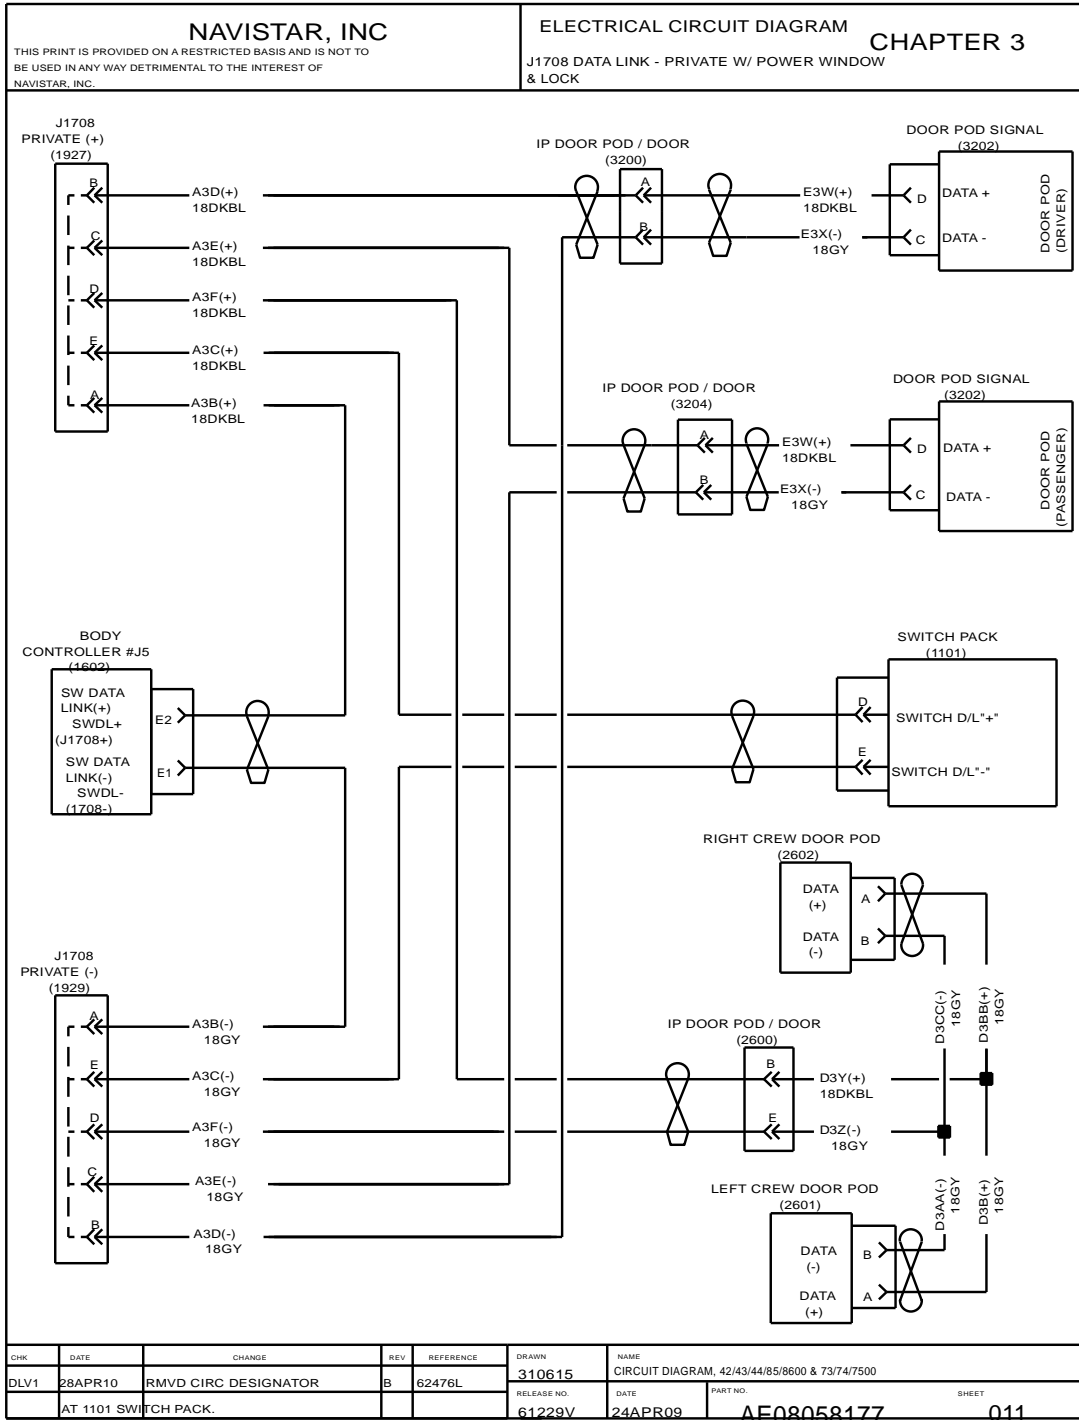 NAVISTAR, INC
THIS PRINT IS PROVIDED ON A RESTRICTED BASIS AND IS NOT TO
BE USED IN ANY WAY DETRIMENTAL TO THE INTEREST OF
NAVISTAR, INC.
ELECTRICAL CIRCUIT DIAGRAM
CHAPTER 3
J1708 DATA LINK - PRIVATE W/ POWER WINDOW
& LOCK
J1708
PRIVATE (+)
(1927)
B
A3D(+)
18DKBL
C
A3E(+)
18DKBL
D
A3F(+)
18DKBL
E
A3C(+)
18DKBL
A
A3B(+)
18DKBL
IP DOOR POD / DOOR
(3200)
A
B
E3W(+)
18DKBL
E3X(-)
18GY
DOOR POD SIGNAL
(3202)
D
DATA +
C
DATA -
DOOR POD
(DRIVER)
IP DOOR POD / DOOR
(3204)
A
B
E3W(+)
18DKBL
E3X(-)
18GY
DOOR POD SIGNAL
(3202)
D
DATA +
C
DATA -
DOOR POD
(PASSENGER)
BODY
CONTROLLER #J5
(1602)
SW DATA
LINK(+)
SWDL+
(J1708+)
E2
SW DATA
LINK(-)
SWDL-
(1708-)
E1
SWITCH PACK
(1101)
D
SWITCH D/L"+"
E
SWITCH D/L"-"
RIGHT CREW DOOR POD
(2602)
DATA
(+)
A
DATA
(-)
B
D3CC(-)
18GY
D3BB(+)
18GY
J1708
PRIVATE (-)
(1929)
A
A3B(-)
18GY
E
A3C(-)
18GY
D
A3F(-)
18GY
C
A3E(-)
18GY
B
A3D(-)
18GY
IP DOOR POD / DOOR
(2600)
B
D3Y(+)
18DKBL
E
D3Z(-)
18GY
D3AA(-)
18GY
D3B(+)
18GY
LEFT CREW DOOR POD
(2601)
DATA
(-)
B
DATA
(+)
A
CHK DATE CHANGE REV REFERENCE
DLV1 28APR10 RMVD CIRC DESIGNATOR B 62476L
AT 1101 SWITCH PACK.
DRAWN
310615
NAME
CIRCUIT DIAGRAM, 42/43/44/85/8600 & 73/74/7500
RELEASE NO.
61229V
DATE
24APR09
PART NO.
AE08058177
SHEET
011